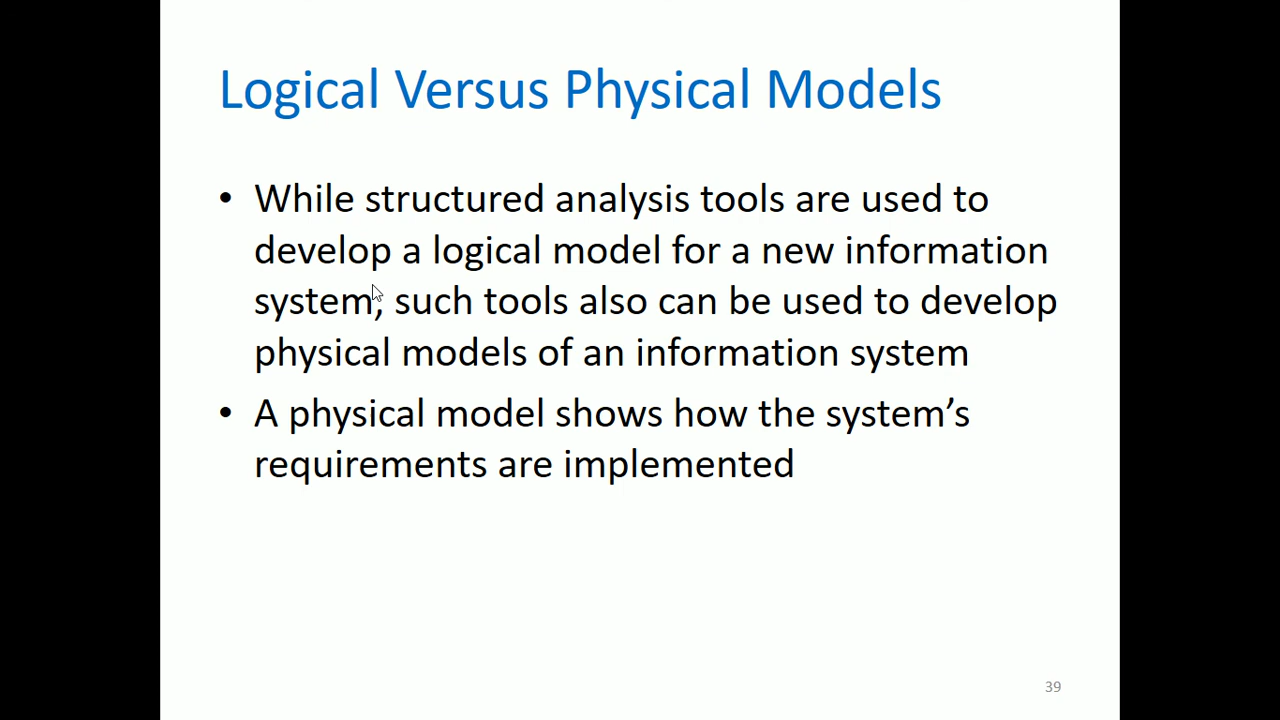 Logical Versus Physical Models
• While structured analysis tools are used to
develop a logical model for a new information
system, such tools also can be used to develop
physical models of an information system
• A physical model shows how the system’s
requirements are implemented
39